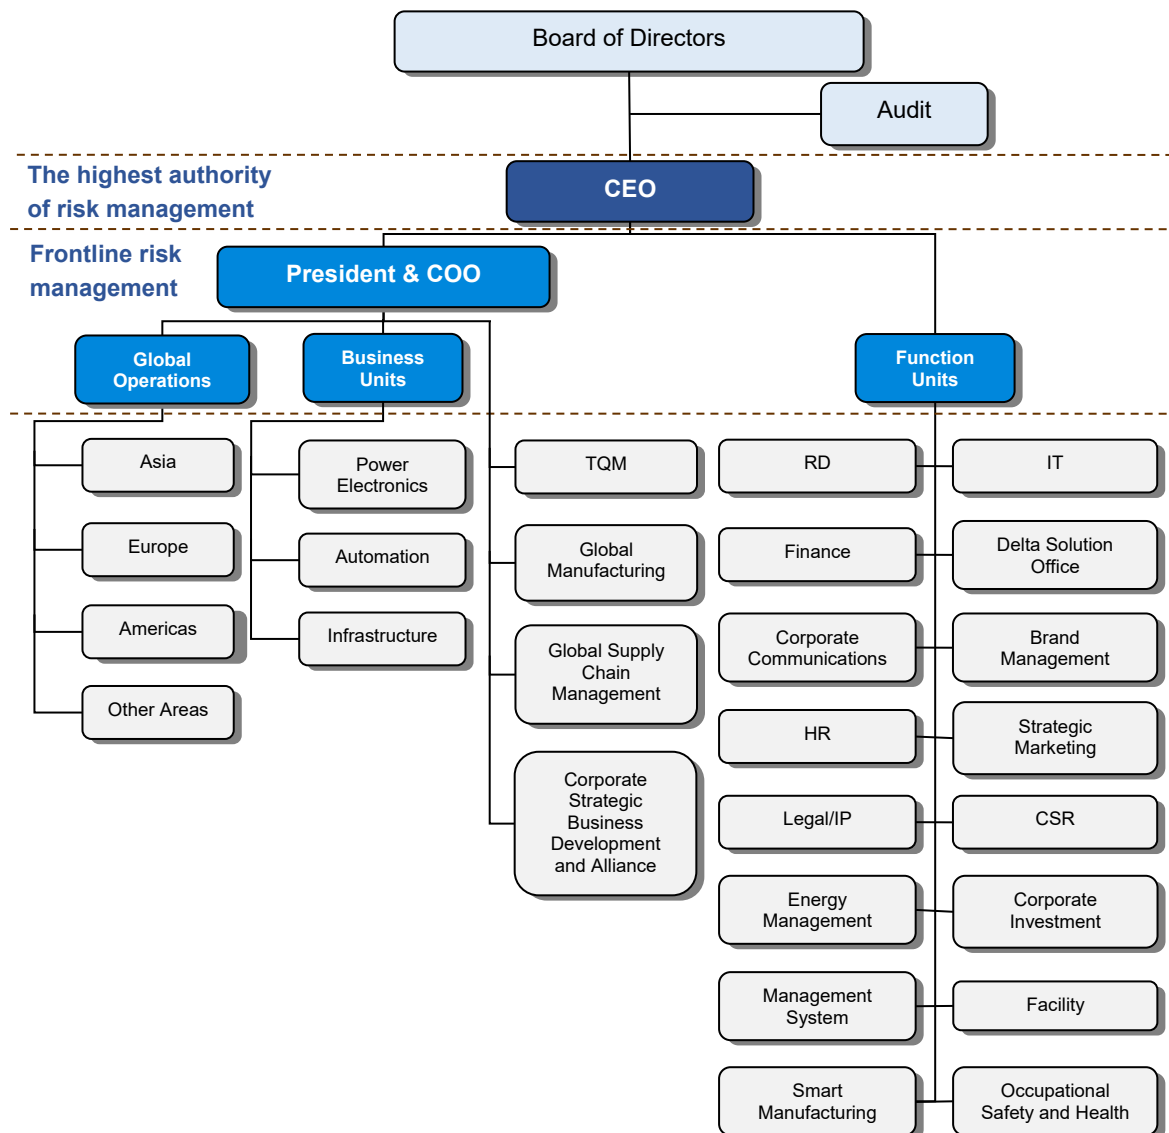 Board of Directors
Audit
The highest authority
of risk management
CEO
Frontline risk
management
President & COO
Global
Operations
Business
Units
Function
Units
Asia
Europe
Americas
Other Areas
Power
Electronics
Automation
Infrastructure
TQM
Global
Manufacturing
Global Supply
Chain
Management
Corporate
Strategic
Business
Development
and Alliance
RD
IT
Finance
Delta Solution
Office
Corporate
Communications
Brand
Management
HR
Strategic
Marketing
Legal/IP
CSR
Energy
Management
Corporate
Investment
Management
System
Facility
Smart
Manufacturing
Occupational
Safety and Health